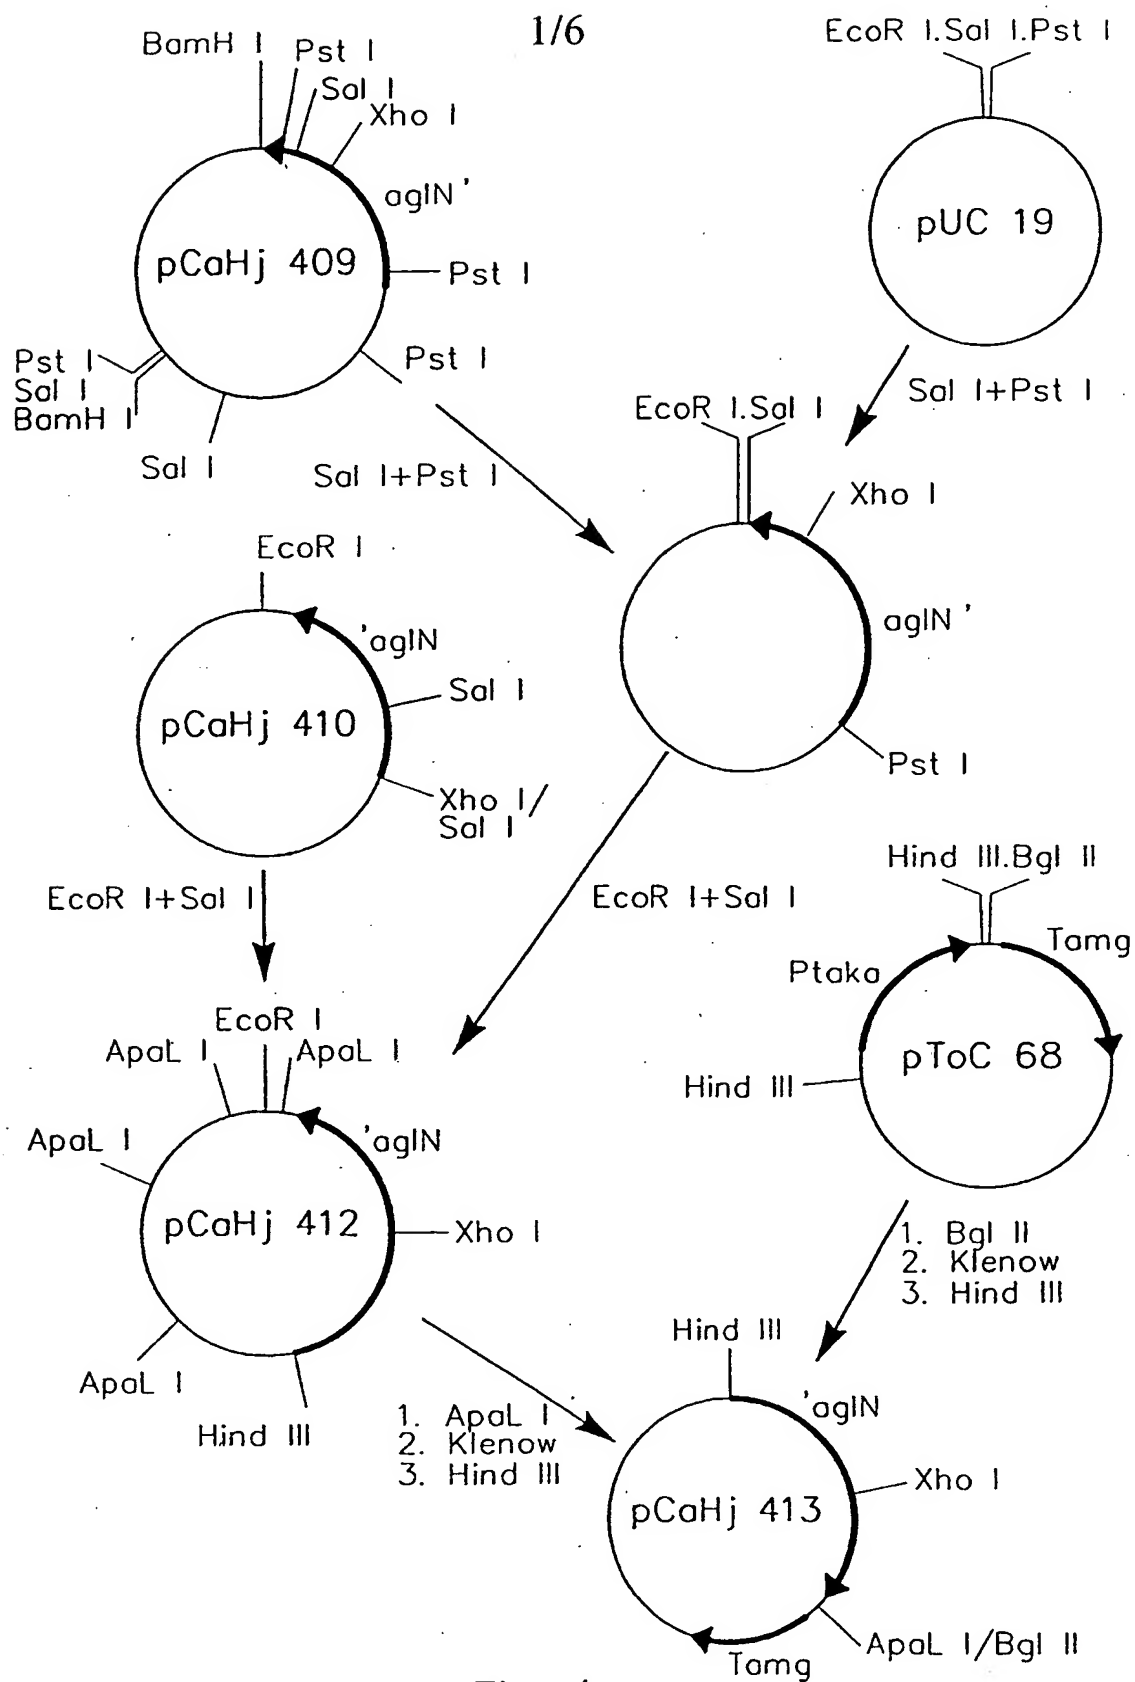 1/6
BamH I
Pst I
Sal I
Xho I
aglN '
pCaHj 409
Pst I
Pst I
Pst I
Sal I
BamH I
Sal I
Sal I+Pst I
EcoR I.Sal I.Pst I
pUC 19
Sal I+Pst I
EcoR I.Sal I
Xho I
aglN '
Pst I
EcoR I
'aglN
Sal I
pCaHj 410
Xho I/
Sal I
EcoR I+Sal I
EcoR I+Sal I
Hind III.Bgl II
Tamg
Ptaka
pToC 68
Hind III
EcoR I
ApaL I
ApaL I
ApaL I
'aglN
pCaHj 412
Xho I
ApaL I
Hind III
1. ApaL I
2. Klenow
3. Hind III
1. Bgl II
2. Klenow
3. Hind III
Hind III
'aglN
Xho I
pCaHj 413
ApaL I/Bgl II
Tamg